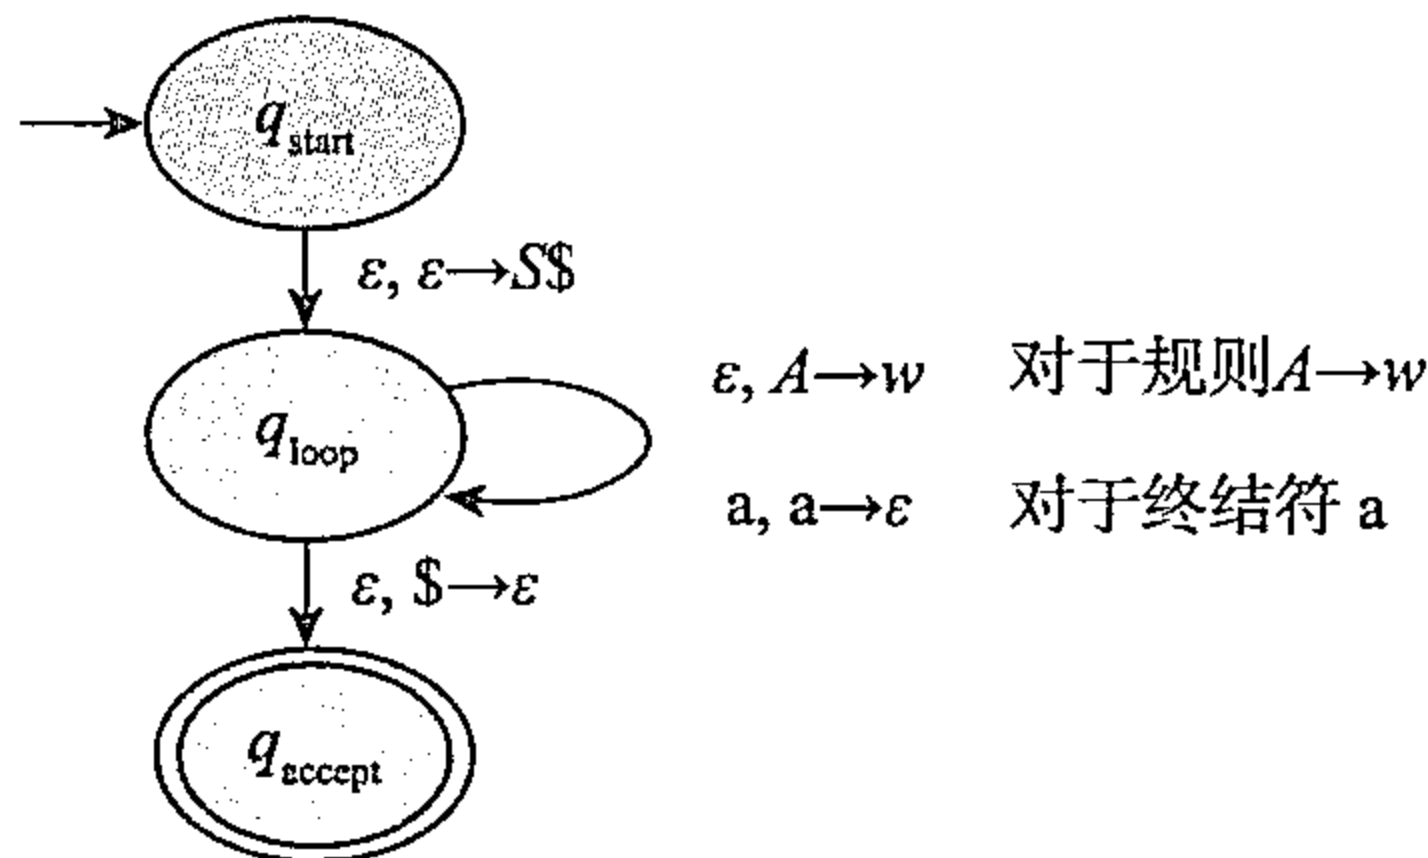 q_start
ε, ε→S$
q_loop
ε, A→w 对于规则A→w
a, a→ε 对于终结符 a
ε, $→ε
q_accept